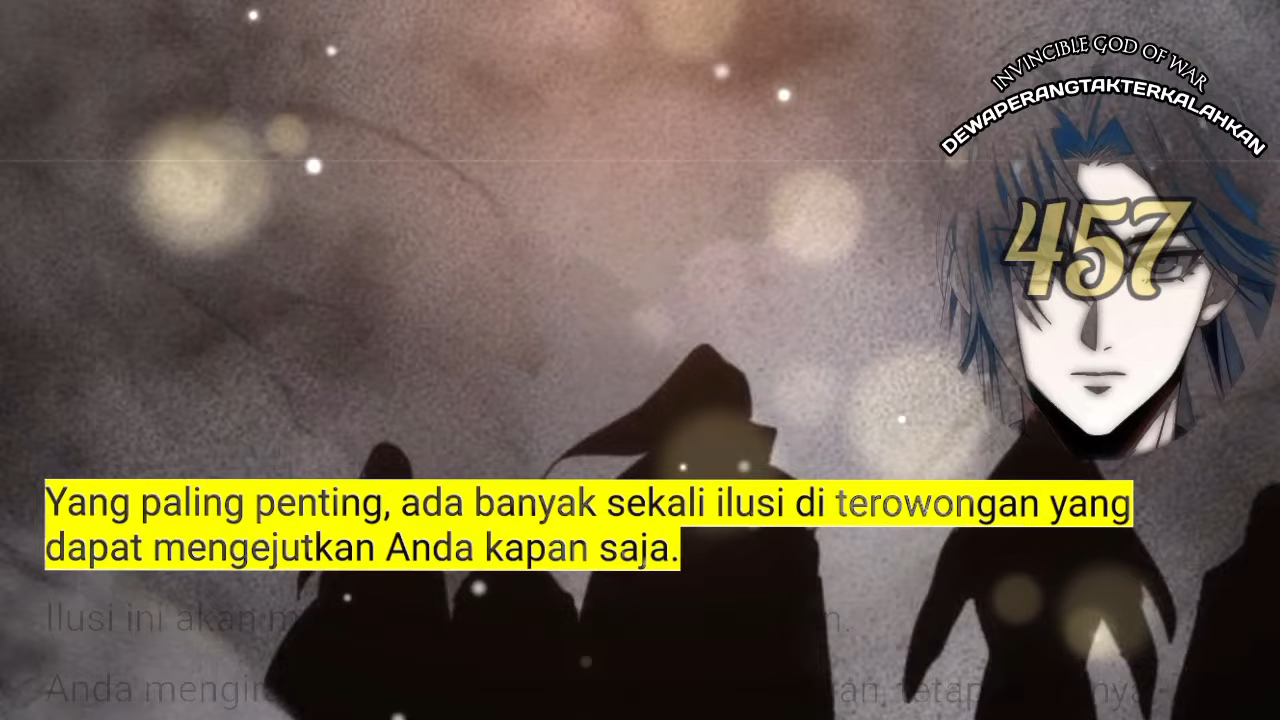 INVINCIBLE GOD OF WAR
DEWAPERANGTAKTERKALAHKAN
457
Yang paling penting, ada banyak sekali ilusi di terowongan yang
dapat mengejutkan Anda kapan saja.
Ilusi ini akan
Anda